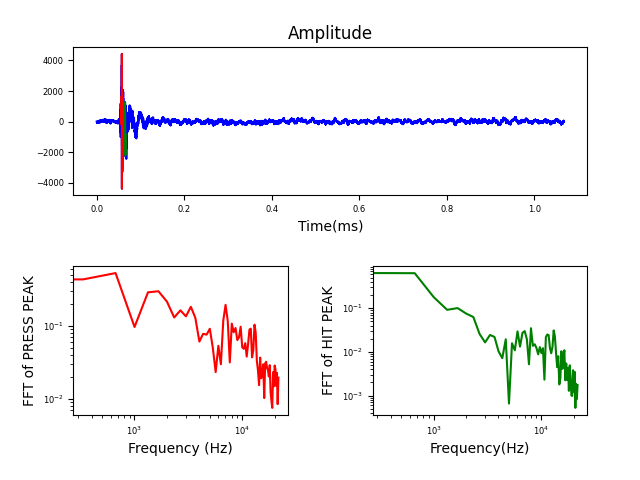 Amplitude
4000
2000
0
−2000
−4000
0.0 0.2 0.4 0.6 0.8 1.0
Time(ms)
FFT of PRESS PEAK
10⁻¹
10⁻²
10³ 10⁴
Frequency (Hz)
FFT of HIT PEAK
10⁻¹
10⁻²
10⁻³
10³ 10⁴
Frequency(Hz)